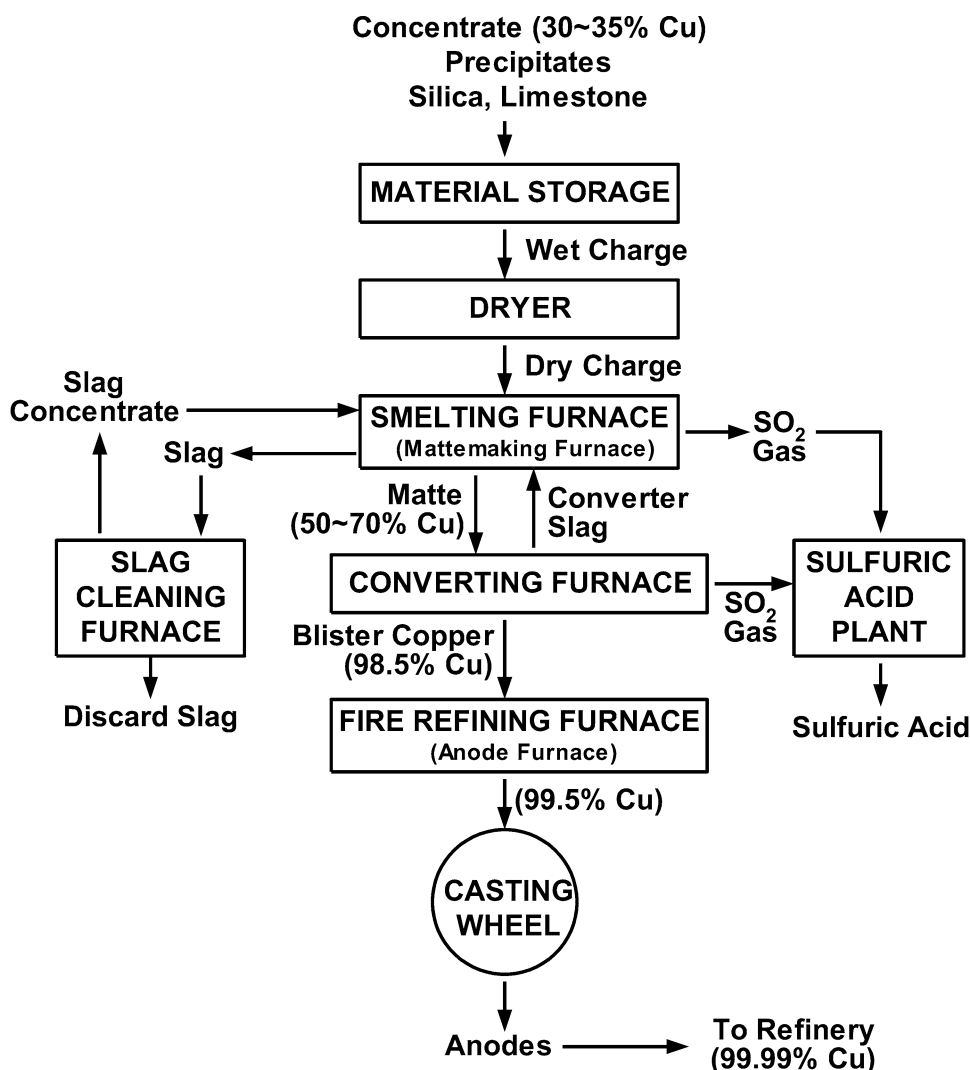 Concentrate (30~35% Cu)
Precipitates
Silica, Limestone
MATERIAL STORAGE
Wet Charge
DRYER
Dry Charge
Slag
Concentrate
SMELTING FURNACE
(Mattemaking Furnace)
SO₂
Gas
Slag
Matte
(50~70% Cu)
Converter
Slag
SLAG
CLEANING
FURNACE
CONVERTING FURNACE
SO₂
Gas
SULFURIC
ACID
PLANT
Blister Copper
(98.5% Cu)
Discard Slag
FIRE REFINING FURNACE
(Anode Furnace)
Sulfuric Acid
(99.5% Cu)
CASTING
WHEEL
Anodes
To Refinery
(99.99% Cu)